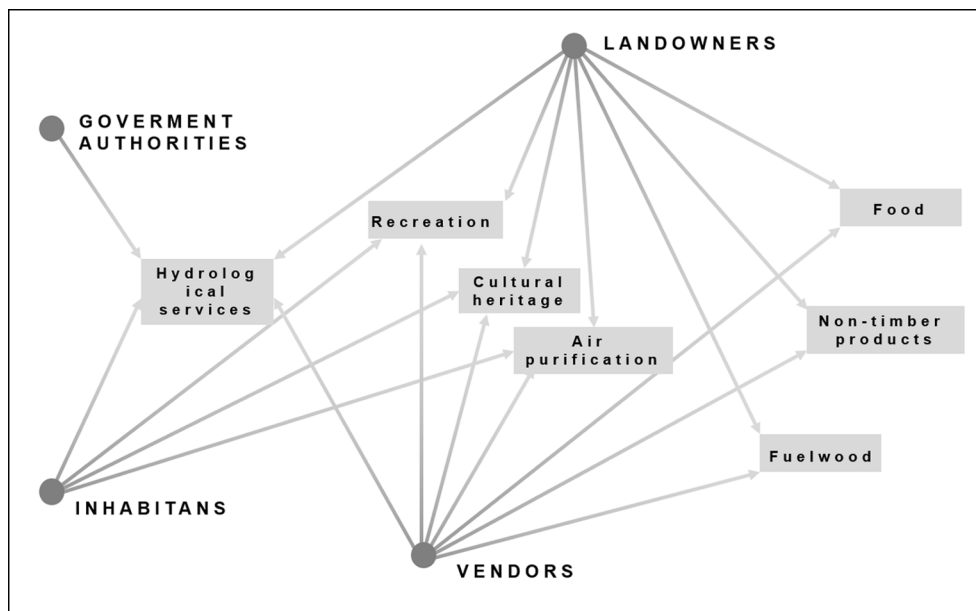 LANDOWNERS
GOVERMENT
AUTHORITIES
Food
Recreation
Hydrolog
ical
services
Cultural
heritage
Non-timber
products
Air
purification
Fuelwood
INHABITANS
VENDORS